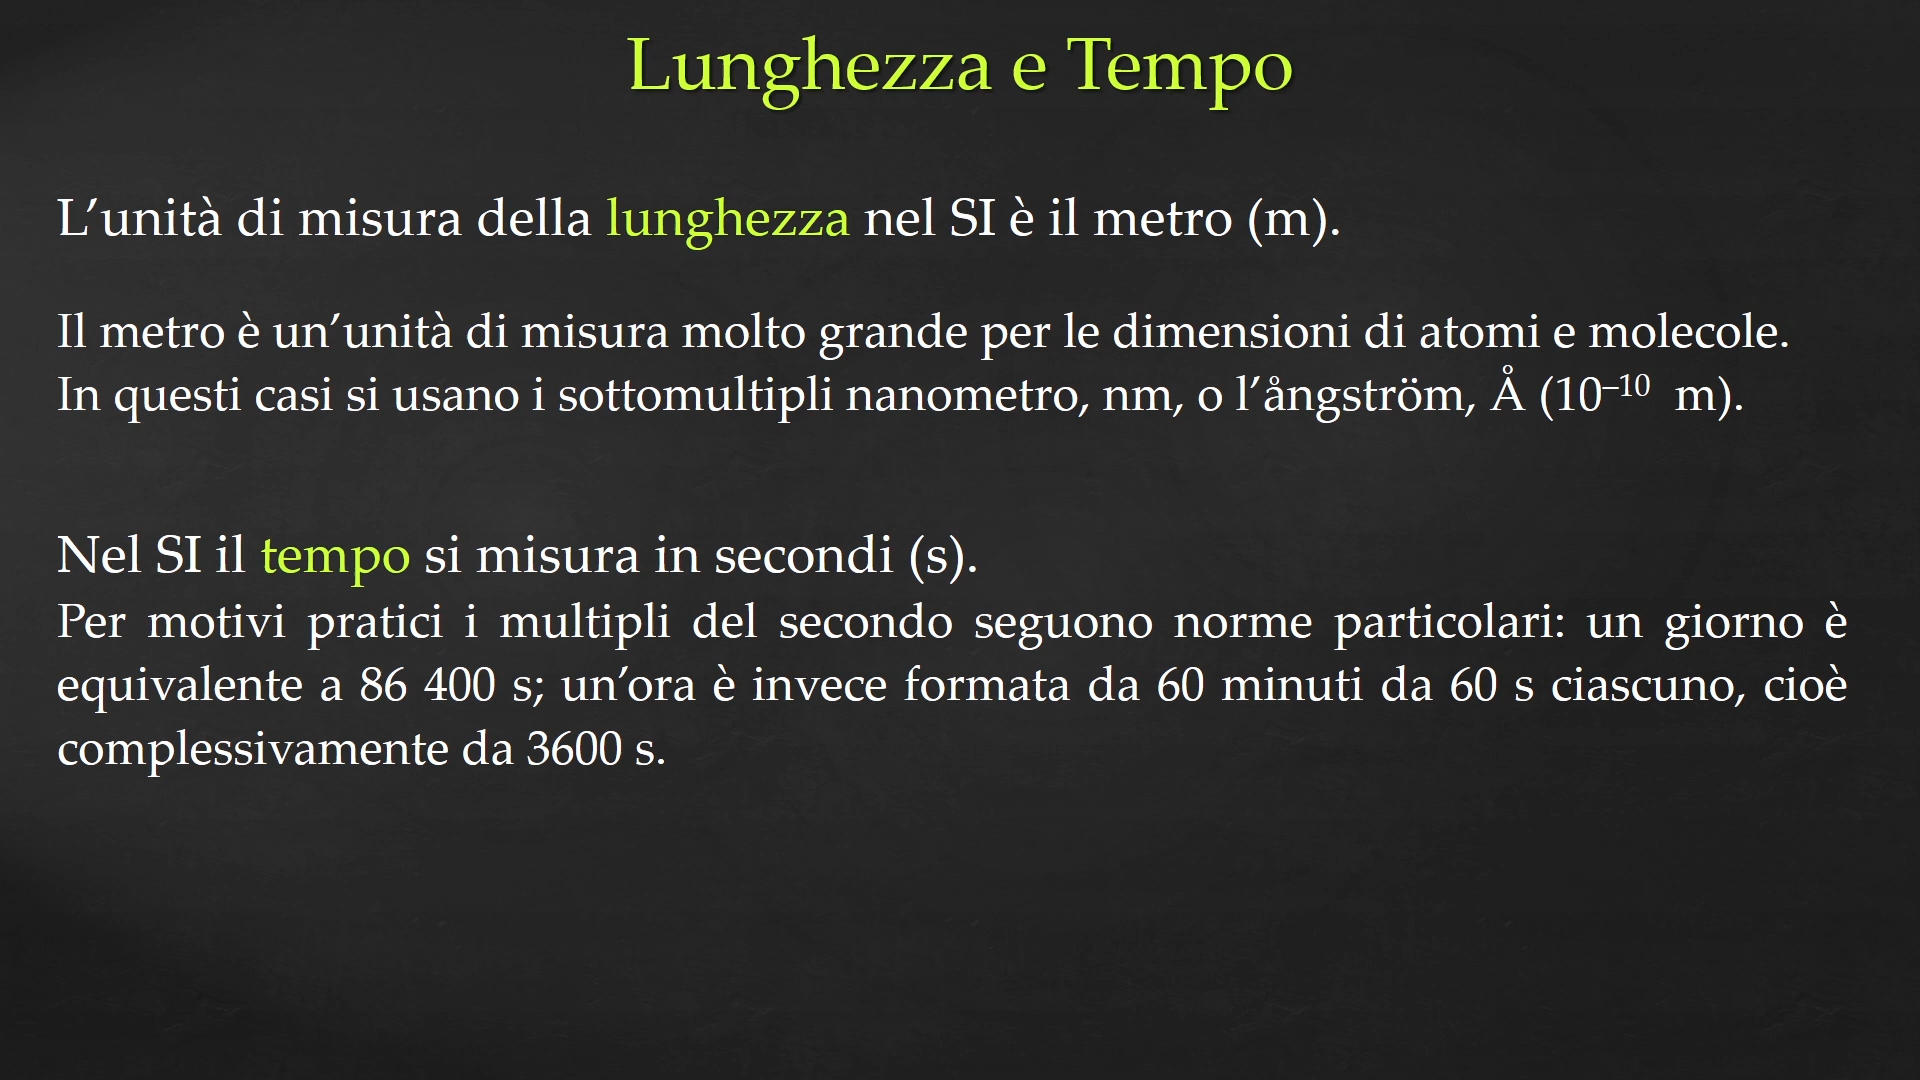 Lunghezza e Tempo
L’unità di misura della lunghezza nel SI è il metro (m).
Il metro è un’unità di misura molto grande per le dimensioni di atomi e molecole.
In questi casi si usano i sottomultipli nanometro, nm, o l’ångström, Å (10⁻¹⁰ m).
Nel SI il tempo si misura in secondi (s).
Per motivi pratici i multipli del secondo seguono norme particolari: un giorno è
equivalente a 86 400 s; un’ora è invece formata da 60 minuti da 60 s ciascuno, cioè
complessivamente da 3600 s.